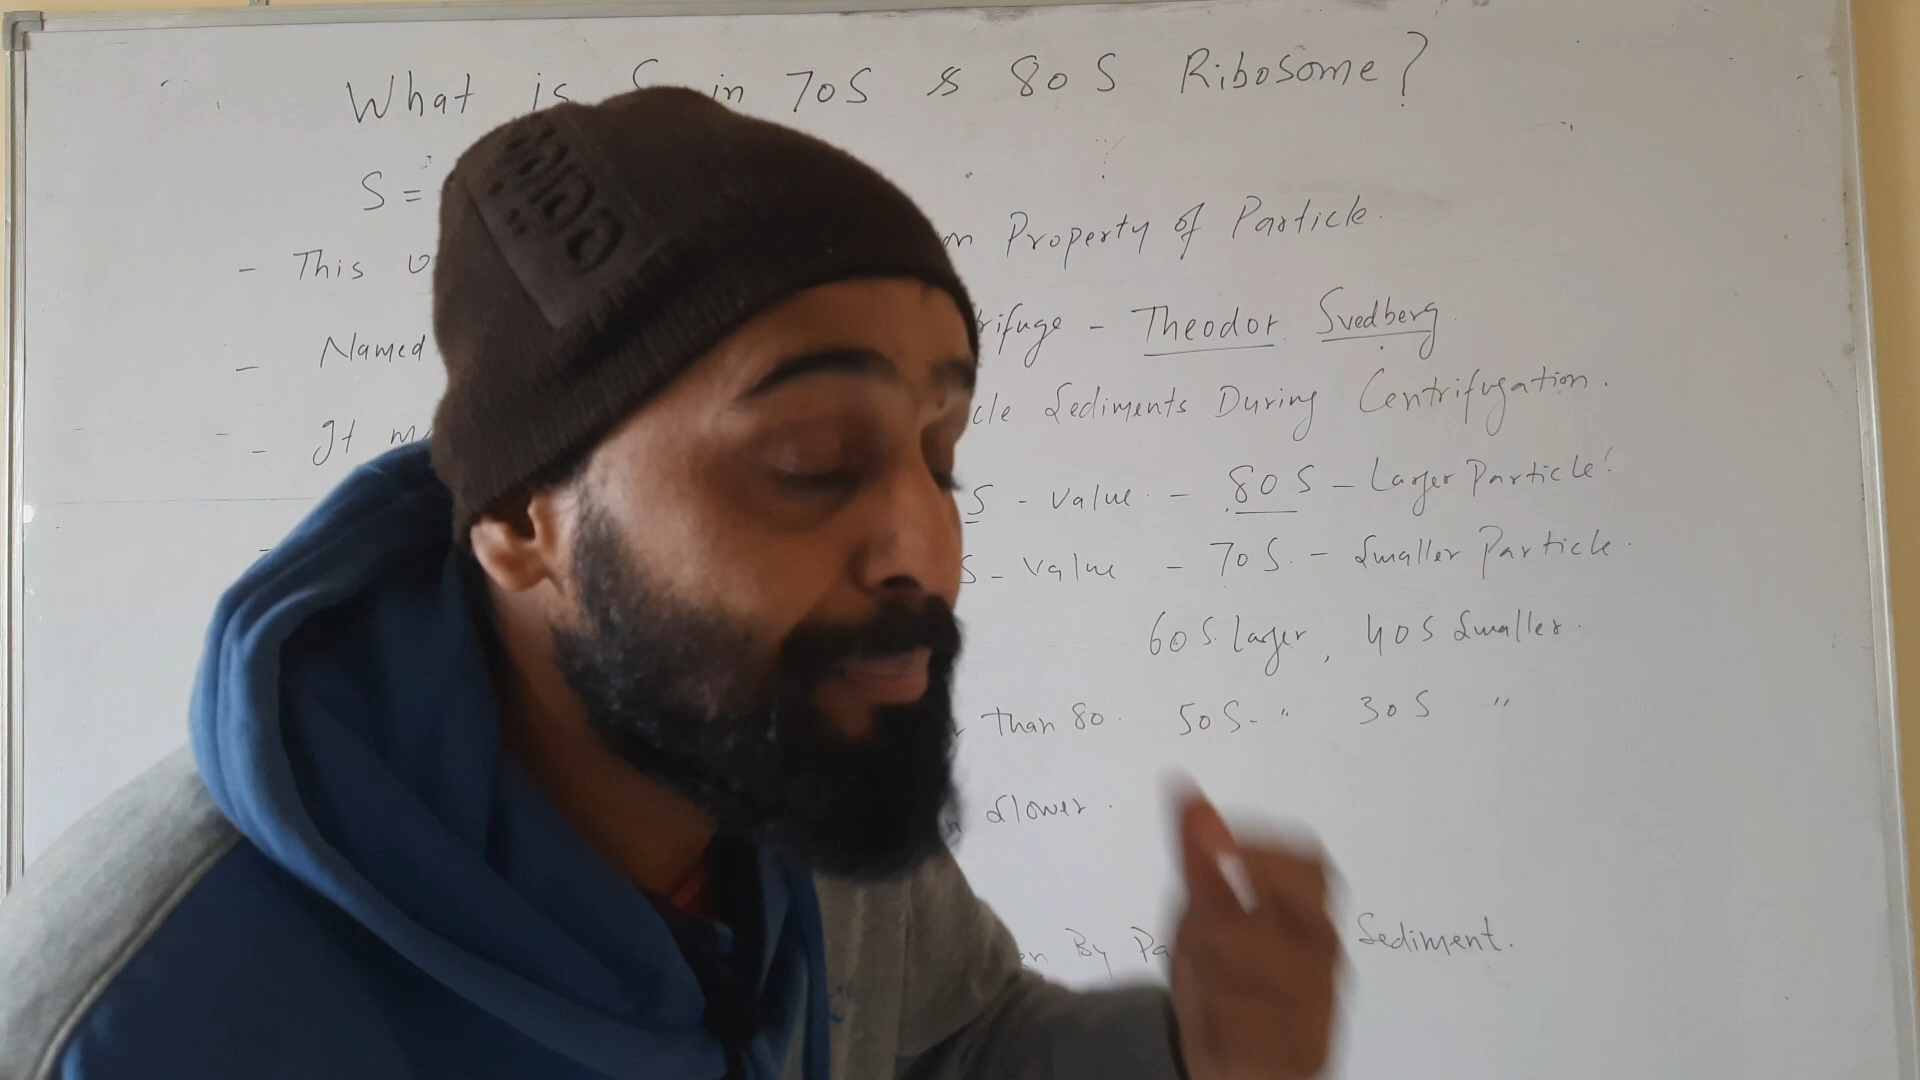 What is S in 70S & 80S Ribosome?
S =
- This on Property of Particle.
- Named rifuge - Theodor Svedberg.
- It cle Sediments During Centrifugation.
S - value - 80S - Larger Particle
S - value - 70S. - Smaller Particle.
60S larger, 40S Smaller.
Than 80. 50S - " 30S "
Slower.
By Sediment.